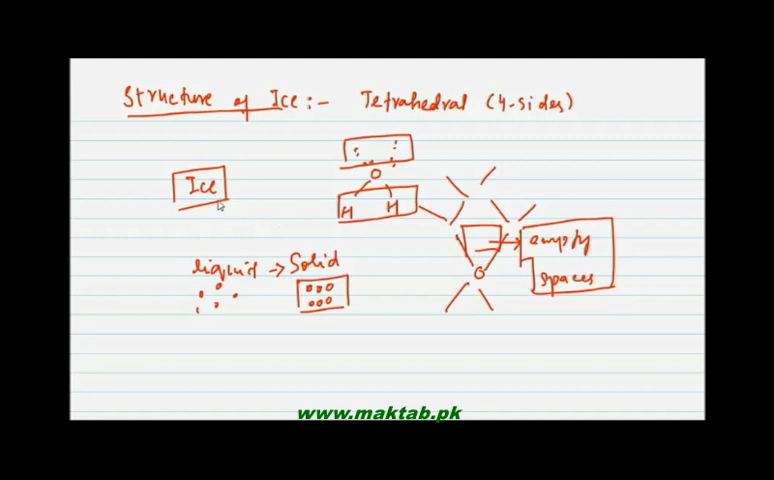 Structure of Ice:- Tetrahedral (4-sides)
Ice
O
H H
empty
spaces
O
liquid → Solid
www.maktab.pk